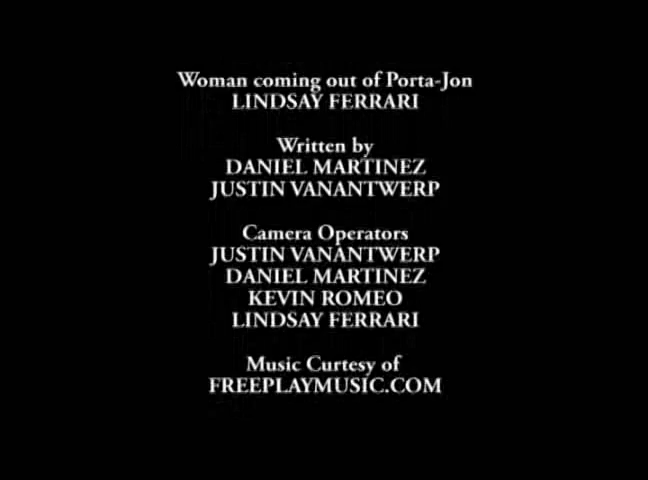 Woman coming out of Porta-Jon
LINDSAY FERRARI
Written by
DANIEL MARTINEZ
JUSTIN VANANTWERP
Camera Operators
JUSTIN VANANTWERP
DANIEL MARTINEZ
KEVIN ROMEO
LINDSAY FERRARI
Music Curtesy of
FREEPLAYMUSIC.COM